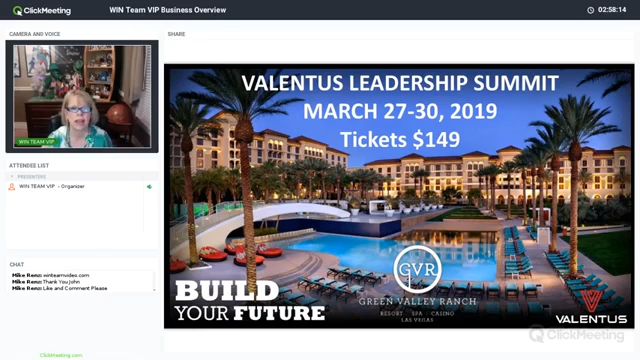 ClickMeeting
WIN Team VIP Business Overview
02:58:14
CAMERA AND VOICE
WIN TEAM VIP
ATTENDEE LIST
PRESENTERS
WIN TEAM VIP - Organizer
CHAT
Mike Renz: winteamvideo.com
Mike Renz: Thank You John
Mike Renz: Like and Comment Please
ClickMeeting.com
SHARE
VALENTUS LEADERSHIP SUMMIT
MARCH 27-30, 2019
Tickets $149
GVR
GREEN VALLEY RANCH
RESORT SPA CASINO
LAS VEGAS
BUILD
YOUR FUTURE
VALENTUS
ClickMeeting